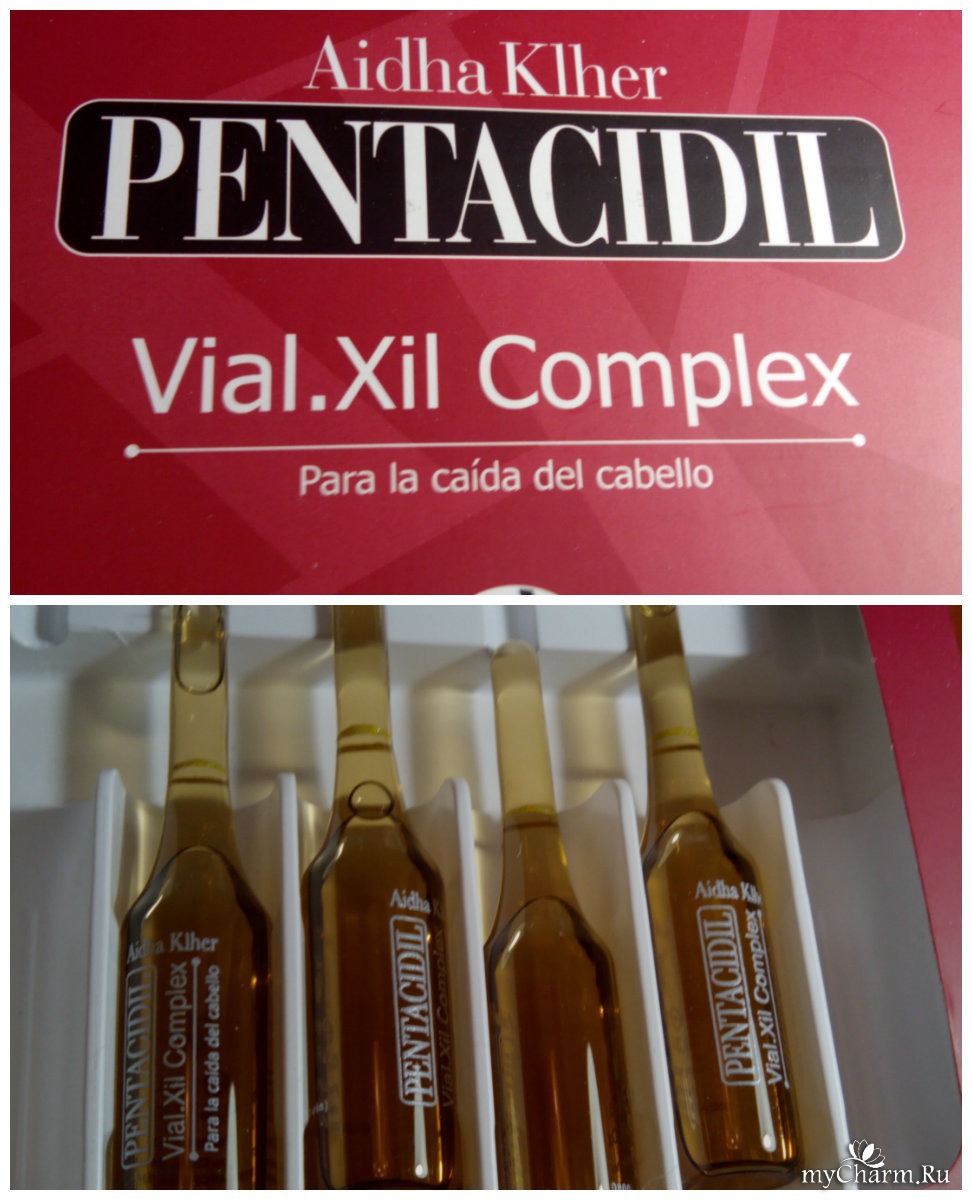 Aidha Klher
PENTACIDIL
Vial.Xil Complex
Para la caída del cabello
Aidha Klher
PENTACIDIL
Vial.Xil Complex
Para la caída del cabello
Aidha
PENTACIDIL
Vial.Xil Complex
Aidha
PENTACIDIL
Vial.Xil Complex
myCharm.Ru